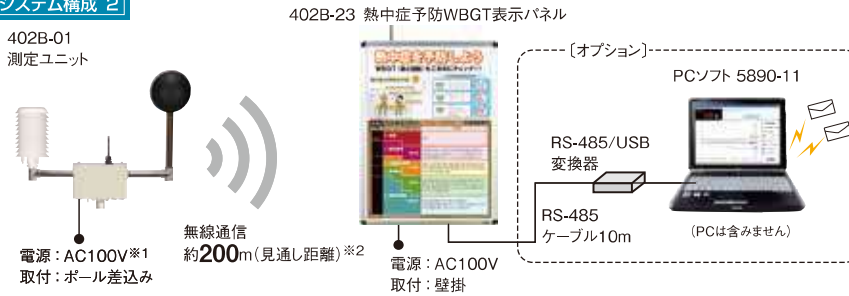 システム構成 2
402B-23 熱中症予防WBGT表示パネル
402B-01
測定ユニット
〔オプション〕
PCソフト 5890-11
熱中症を予防しよう
RS-485/USB
変換器
無線通信
約200m(見通し距離)※2
RS-485
ケーブル10m
(PCは含みません)
電源：AC100V※1
取付：ポール差込み
電源：AC100V
取付：壁掛